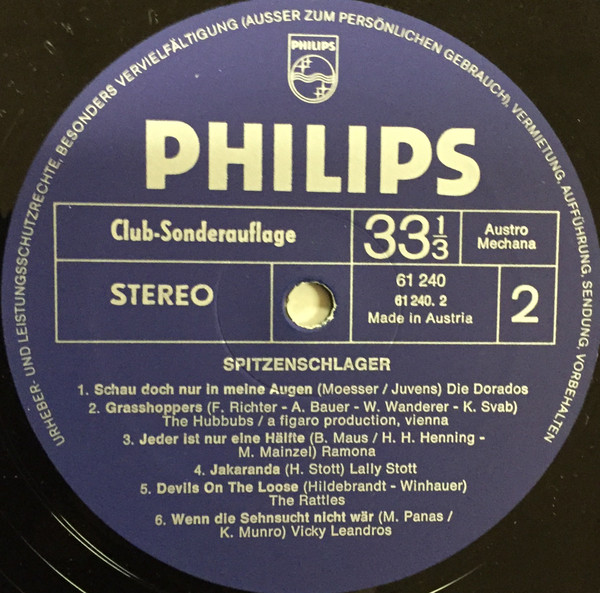 URHEBER- UND LEISTUNGSSCHUTZRECHTE, BESONDERS VERVIELFÄLTIGUNG (AUSSER ZUM PERSÖNLICHEN GEBRAUCH), VERMIETUNG, AUFFÜHRUNG, SENDUNG, VORBEHALTEN
PHILIPS
PHILIPS
Club-Sonderauflage
33 1/3
Austro
Mechana
STEREO
61 240
61 240. 2
Made in Austria
2
SPITZENSCHLAGER
1. Schau doch nur in meine Augen (Moesser / Juvens) Die Dorados
2. Grasshoppers (F. Richter - A. Bauer - W. Wanderer - K. Svab)
The Hubbubs / a figaro production, vienna
3. Jeder ist nur eine Hälfte (B. Maus / H. H. Henning -
M. Mainzel) Ramona
4. Jakaranda (H. Stott) Lally Stott
5. Devils On The Loose (Hildebrandt - Winhauer)
The Rattles
6. Wenn die Sehnsucht nicht wär (M. Panas /
K. Munro) Vicky Leandros